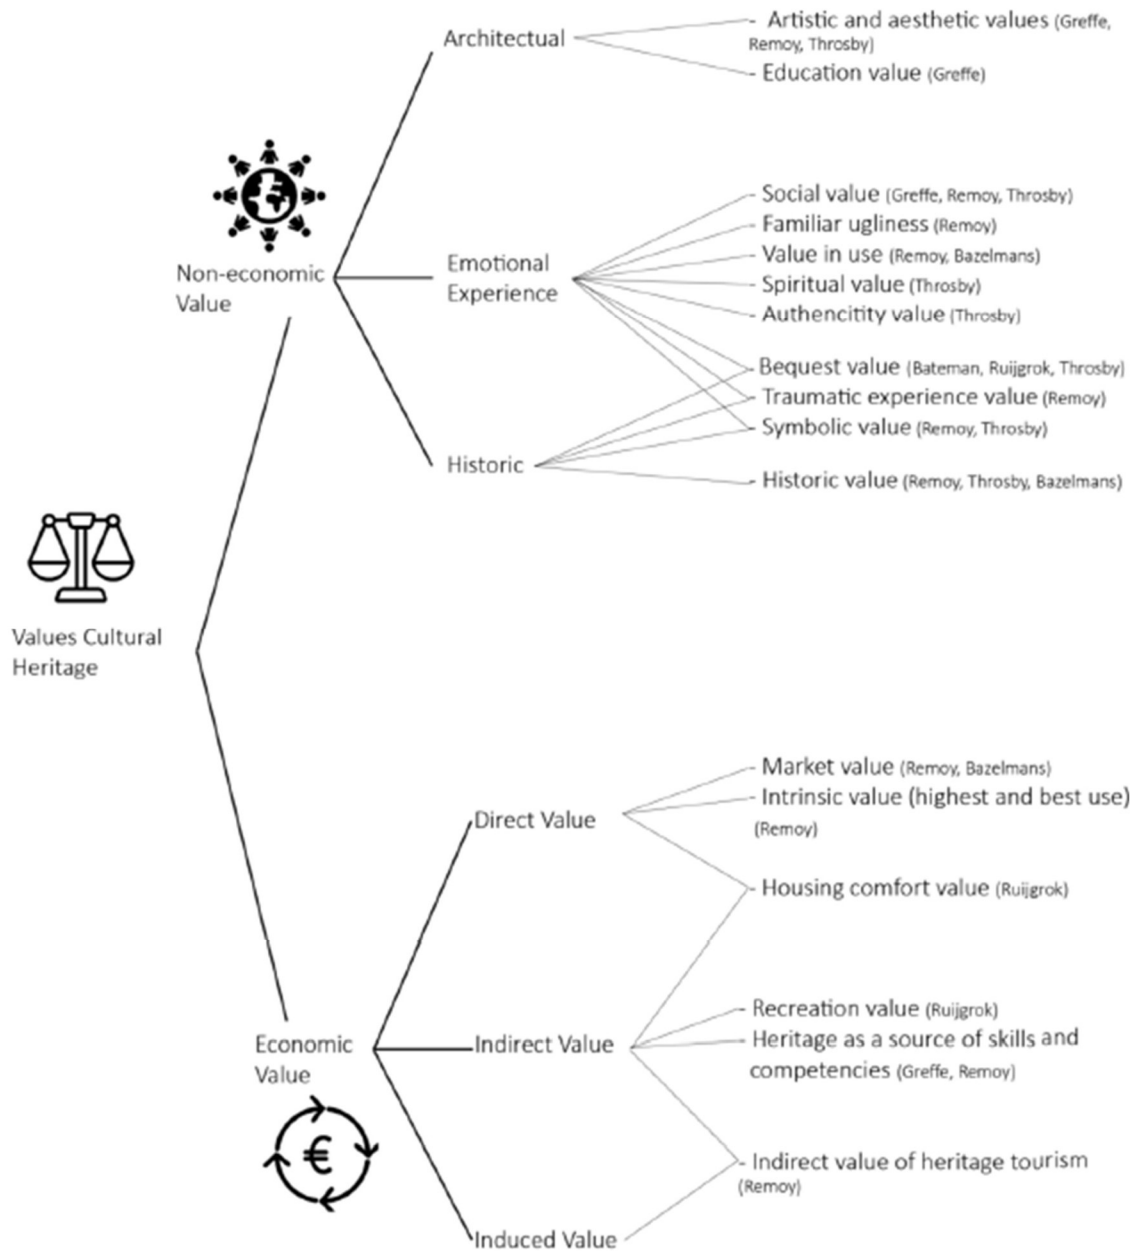 Architectual
- Artistic and aesthetic values (Greffe,
Remoy, Throsby)
- Education value (Greffe)
Non-economic
Value
Emotional
Experience
- Social value (Greffe, Remoy, Throsby)
- Familiar ugliness (Remoy)
- Value in use (Remoy, Bazelmans)
- Spiritual value (Throsby)
- Authencitity value (Throsby)
- Bequest value (Bateman, Ruijgrok, Throsby)
- Traumatic experience value (Remoy)
- Symbolic value (Remoy, Throsby)
Historic
- Historic value (Remoy, Throsby, Bazelmans)
Values Cultural
Heritage
Direct Value
- Market value (Remoy, Bazelmans)
- Intrinsic value (highest and best use)
(Remoy)
- Housing comfort value (Ruijgrok)
Economic
Value
€
Indirect Value
- Recreation value (Ruijgrok)
- Heritage as a source of skills and
competencies (Greffe, Remoy)
- Indirect value of heritage tourism
(Remoy)
Induced Value